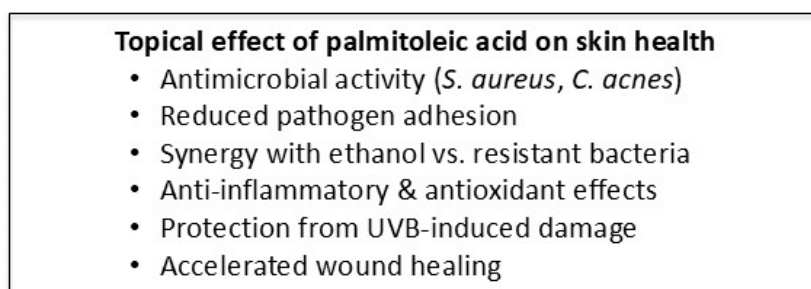 Topical effect of palmitoleic acid on skin health
• Antimicrobial activity (S. aureus, C. acnes)
• Reduced pathogen adhesion
• Synergy with ethanol vs. resistant bacteria
• Anti-inflammatory & antioxidant effects
• Protection from UVB-induced damage
• Accelerated wound healing